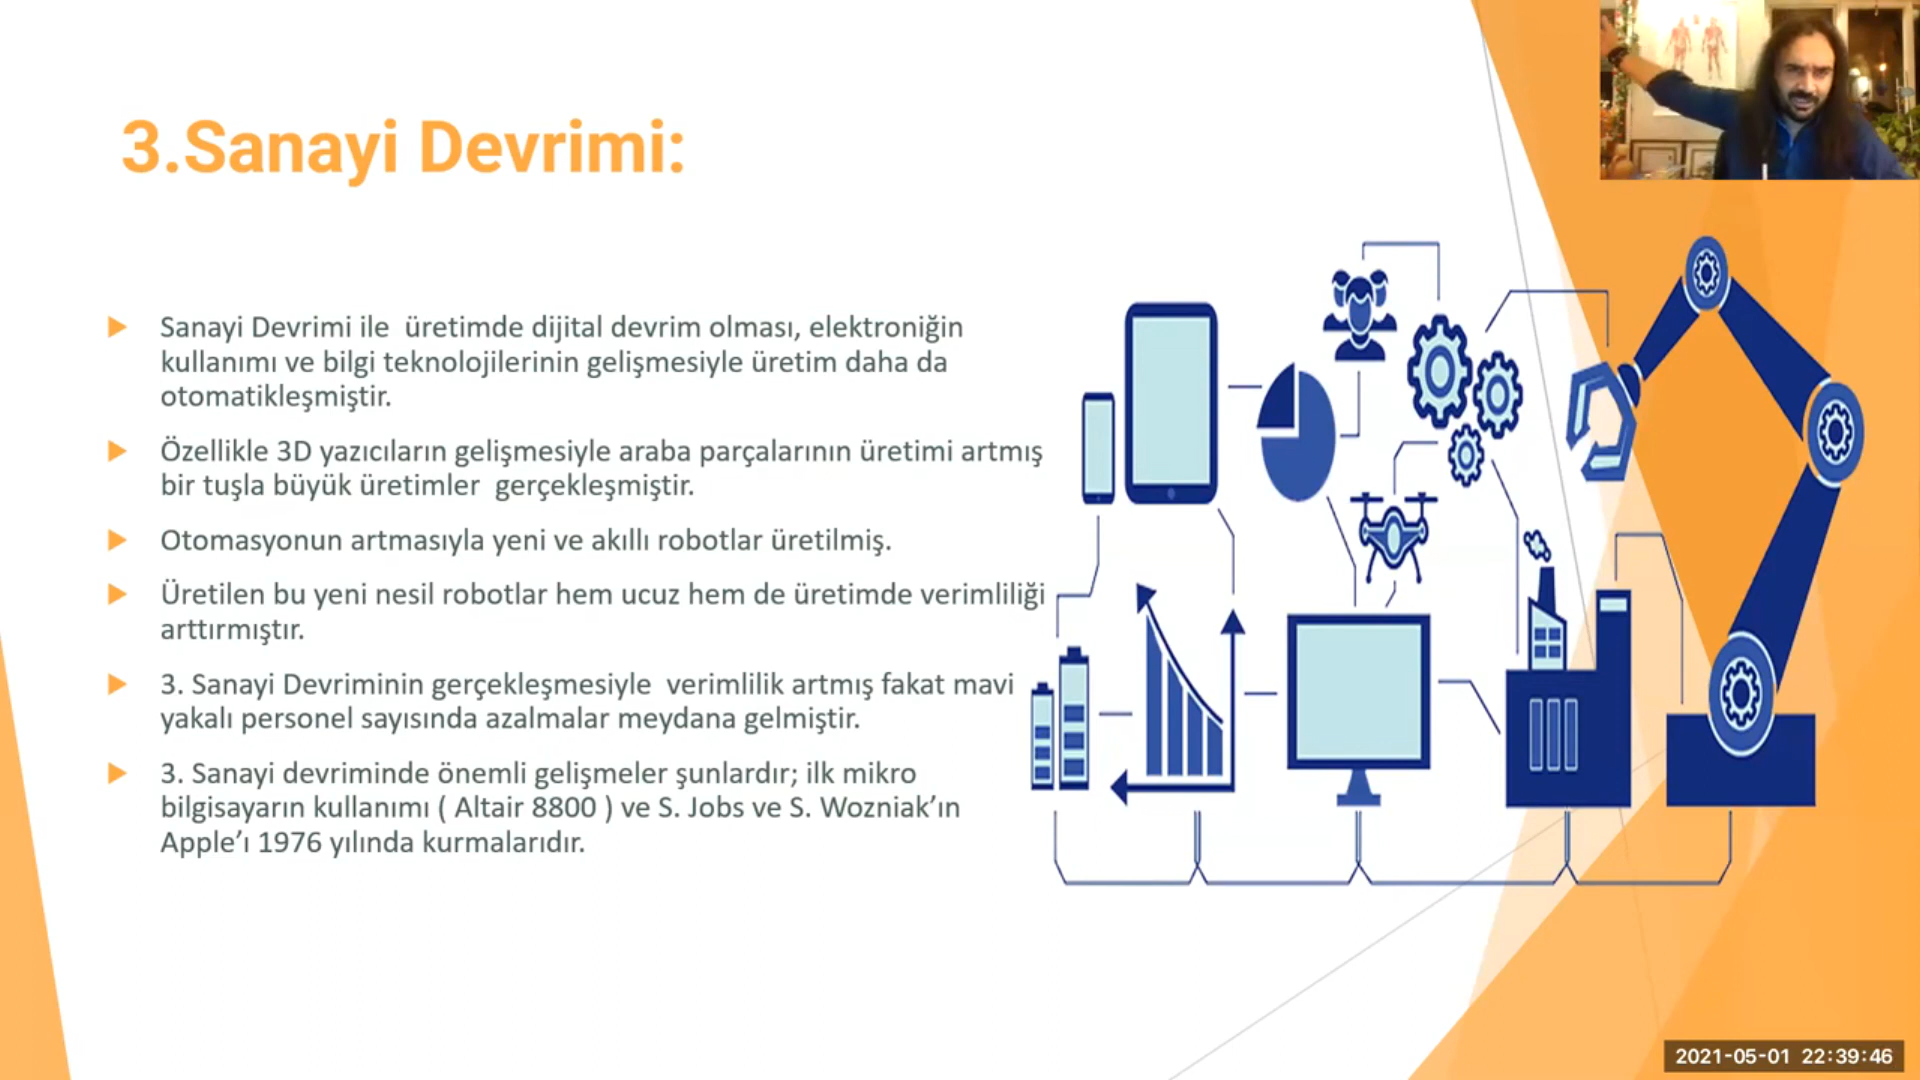 3.Sanayi Devrimi:
Sanayi Devrimi ile üretimde dijital devrim olması, elektroniğin
kullanımı ve bilgi teknolojilerinin gelişmesiyle üretim daha da
otomatikleşmiştir.
Özellikle 3D yazıcıların gelişmesiyle araba parçalarının üretimi artmış
bir tuşla büyük üretimler gerçekleşmiştir.
Otomasyonun artmasıyla yeni ve akıllı robotlar üretilmiş.
Üretilen bu yeni nesil robotlar hem ucuz hem de üretimde verimliliği
arttırmıştır.
3. Sanayi Devriminin gerçekleşmesiyle verimlilik artmış fakat mavi
yakalı personel sayısında azalmalar meydana gelmiştir.
3. Sanayi devriminde önemli gelişmeler şunlardır; ilk mikro
bilgisayarın kullanımı ( Altair 8800 ) ve S. Jobs ve S. Wozniak’ın
Apple’ı 1976 yılında kurmalarıdır.
2021-05-01 22:39:46